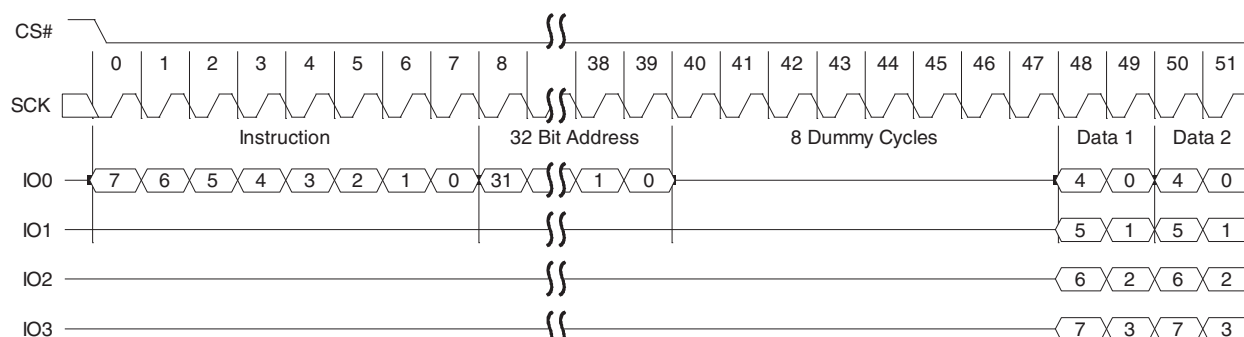 CS#
0 1 2 3 4 5 6 7 8 38 39 40 41 42 43 44 45 46 47 48 49 50 51
SCK
Instruction 32 Bit Address 8 Dummy Cycles Data 1 Data 2
IO0 7 6 5 4 3 2 1 0 31 1 0 4 0 4 0
IO1 5 1 5 1
IO2 6 2 6 2
IO3 7 3 7 3